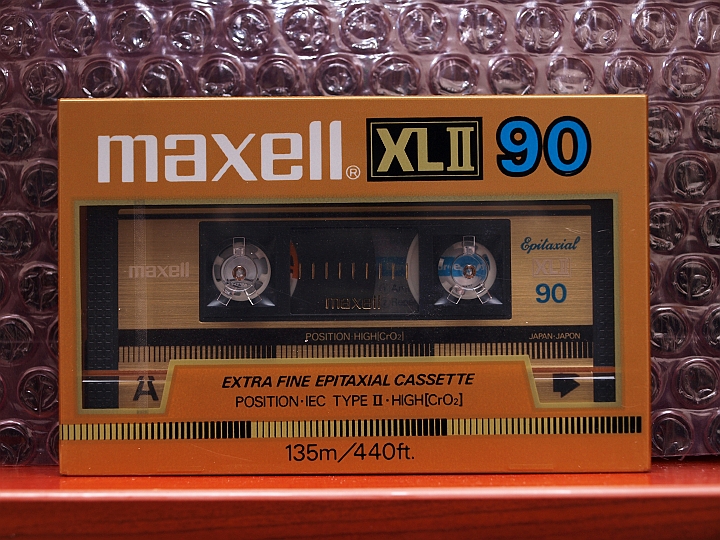 maxell® XLII 90
maxell
Epitaxial
XLII
90
maxell
POSITION·HIGH[CrO₂]
JAPAN-JAPON
A
EXTRA FINE EPITAXIAL CASSETTE
POSITION·IEC TYPE II·HIGH[CrO₂]
135m/440ft.